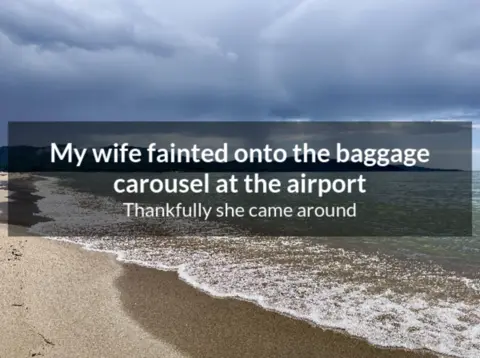 My wife fainted onto the baggage
carousel at the airport
Thankfully she came around